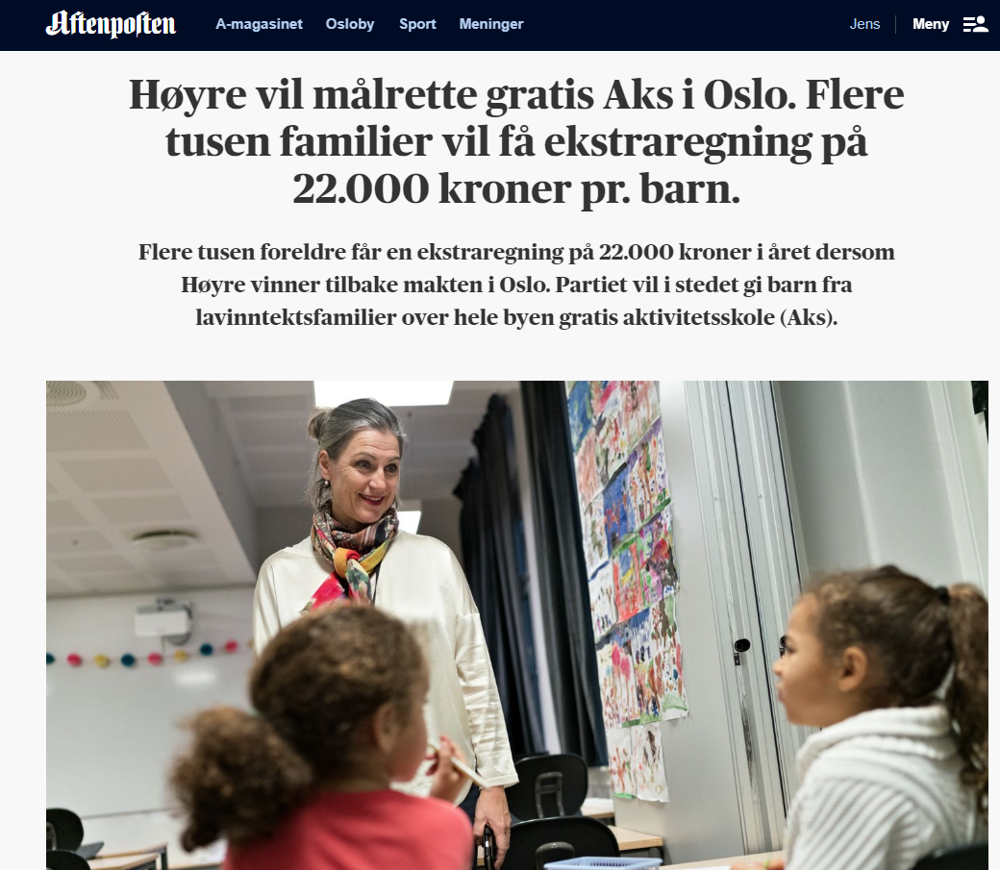 Aftenposten
A-magasinet
Osloby
Sport
Meninger
Jens
Meny
Høyre vil målrette gratis Aks i Oslo. Flere
tusen familier vil få ekstraregning på
22.000 kroner pr. barn.
Flere tusen foreldre får en ekstraregning på 22.000 kroner i året dersom
Høyre vinner tilbake makten i Oslo. Partiet vil i stedet gi barn fra
lavinntektsfamilier over hele byen gratis aktivitetsskole (Aks).